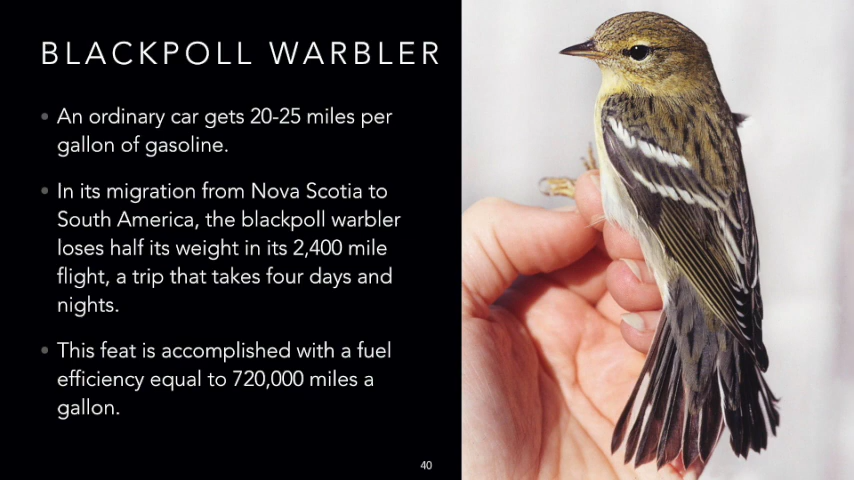 BLACKPOLL WARBLER
• An ordinary car gets 20-25 miles per
gallon of gasoline.
• In its migration from Nova Scotia to
South America, the blackpoll warbler
loses half its weight in its 2,400 mile
flight, a trip that takes four days and
nights.
• This feat is accomplished with a fuel
efficiency equal to 720,000 miles a
gallon.
40